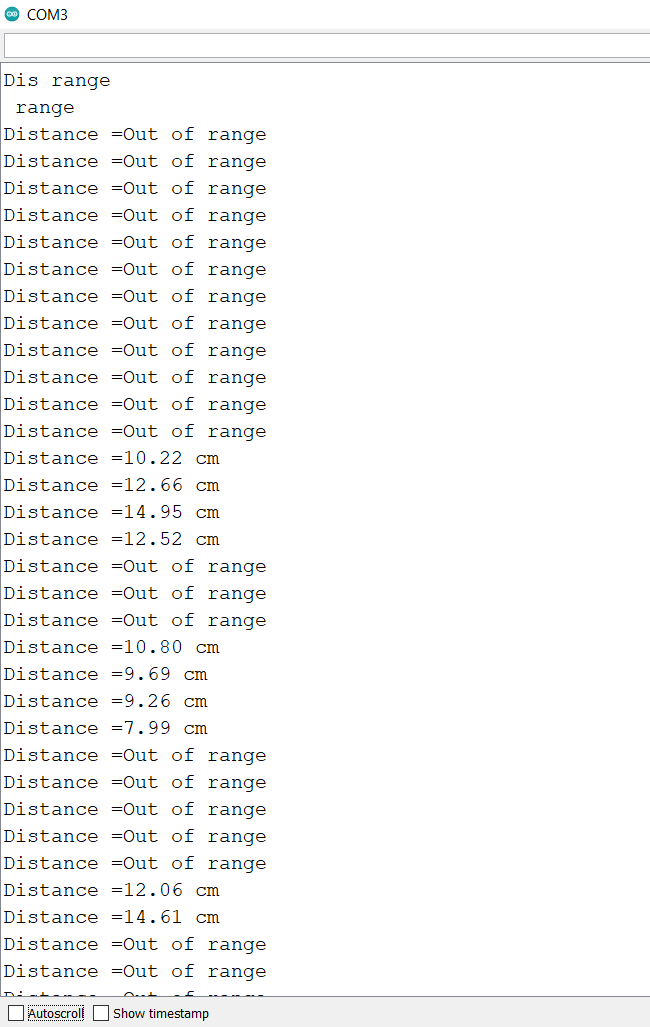 COM3
Dis range
 range
Distance =Out of range
Distance =Out of range
Distance =Out of range
Distance =Out of range
Distance =Out of range
Distance =Out of range
Distance =Out of range
Distance =Out of range
Distance =Out of range
Distance =Out of range
Distance =Out of range
Distance =Out of range
Distance =10.22 cm
Distance =12.66 cm
Distance =14.95 cm
Distance =12.52 cm
Distance =Out of range
Distance =Out of range
Distance =Out of range
Distance =10.80 cm
Distance =9.69 cm
Distance =9.26 cm
Distance =7.99 cm
Distance =Out of range
Distance =Out of range
Distance =Out of range
Distance =Out of range
Distance =Out of range
Distance =12.06 cm
Distance =14.61 cm
Distance =Out of range
Distance =Out of range
Distance =Out of range
Autoscroll Show timestamp